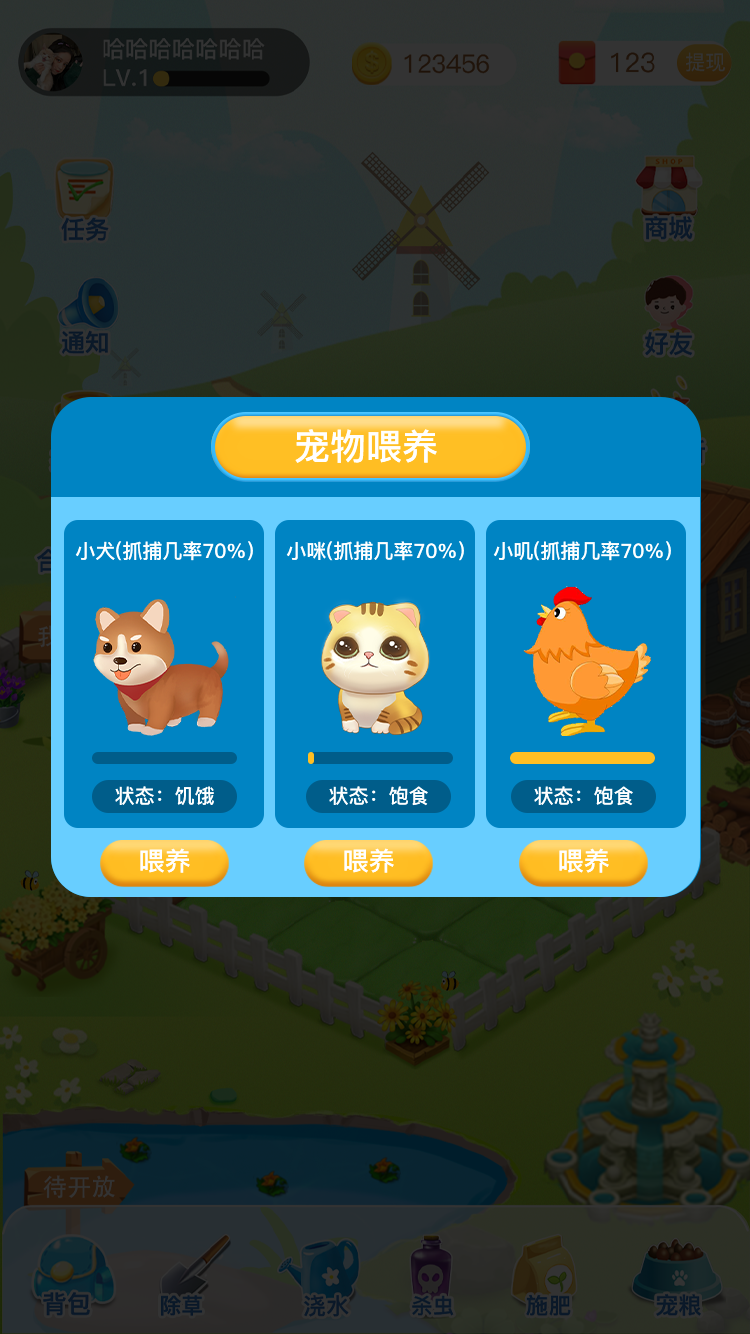 哈哈哈哈哈哈哈
LV.1
123456
123
提现
任务
SHOP
商城
通知
好友
宠物喂养
小犬(抓捕几率70%)
小咪(抓捕几率70%)
小叽(抓捕几率70%)
合
我
状态：饥饿
状态：饱食
状态：饱食
喂养
喂养
喂养
待开放
背包
除草
浇水
杀虫
施肥
宠粮